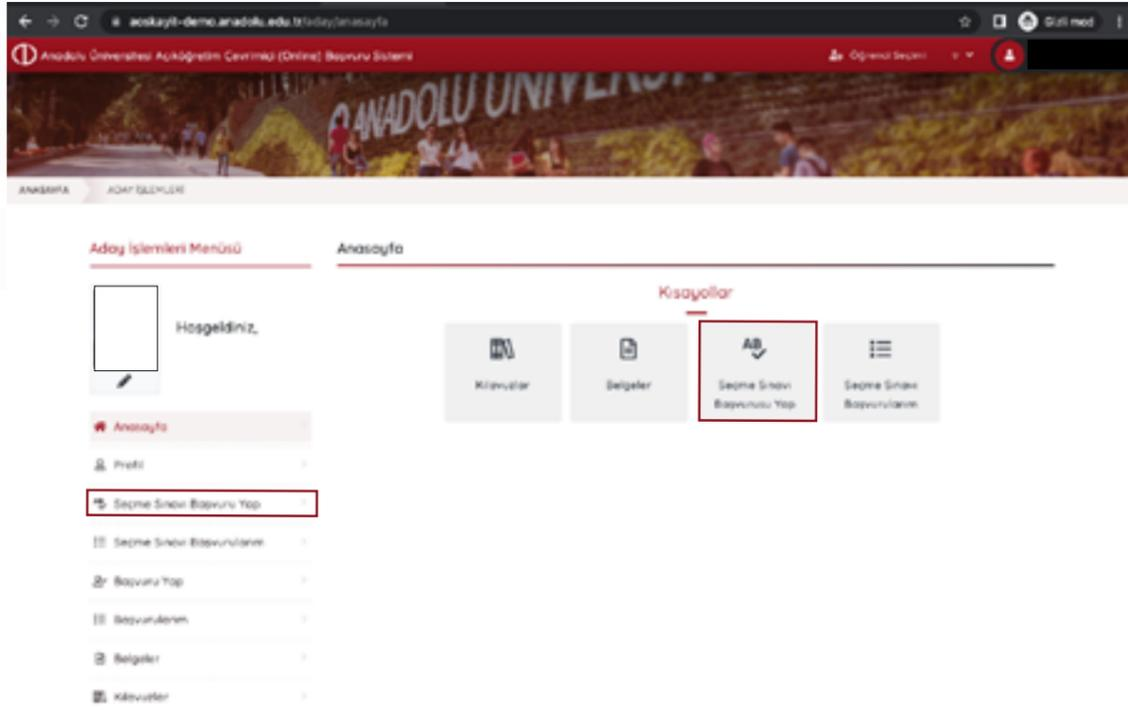 aoskayit-demo.anadolu.edu.tr/aday/anasayfa
Gizli mod
Anadolu Üniversitesi Açıköğretim Çevrimiçi (Online) Başvuru Sistemi
Öğrenci Seçimi
ANADOLU ÜNİVERSİ
ANASAYFA
ADAY İŞLEMLERİ
Aday İşlemleri Menüsü
Anasayfa
Kısayollar
Hoşgeldiniz,
Kılavuzlar
Belgeler
Seçme Sınavı
Başvurusu Yap
Seçme Sınavı
Başvurularım
Anasayfa
Profil
Seçme Sınavı Başvuru Yap
Seçme Sınavı Başvurularım
Başvuru Yap
Başvurularım
Belgeler
Kılavuzlar